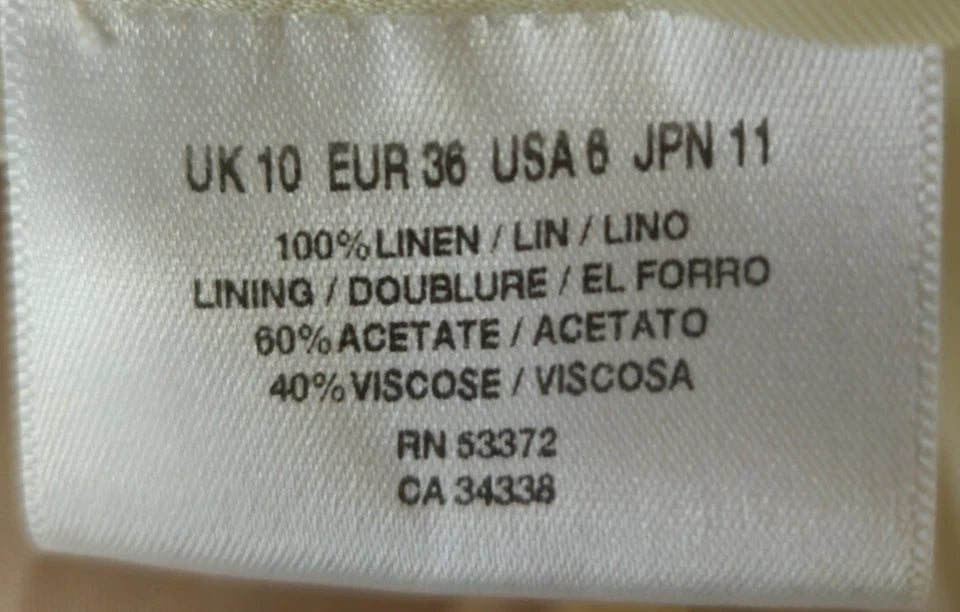 UK 10 EUR 36 USA 6 JPN 11
100% LINEN / LIN / LINO
LINING / DOUBLURE / EL FORRO
60% ACETATE / ACETATO
40% VISCOSE / VISCOSA
RN 53372
CA 34338